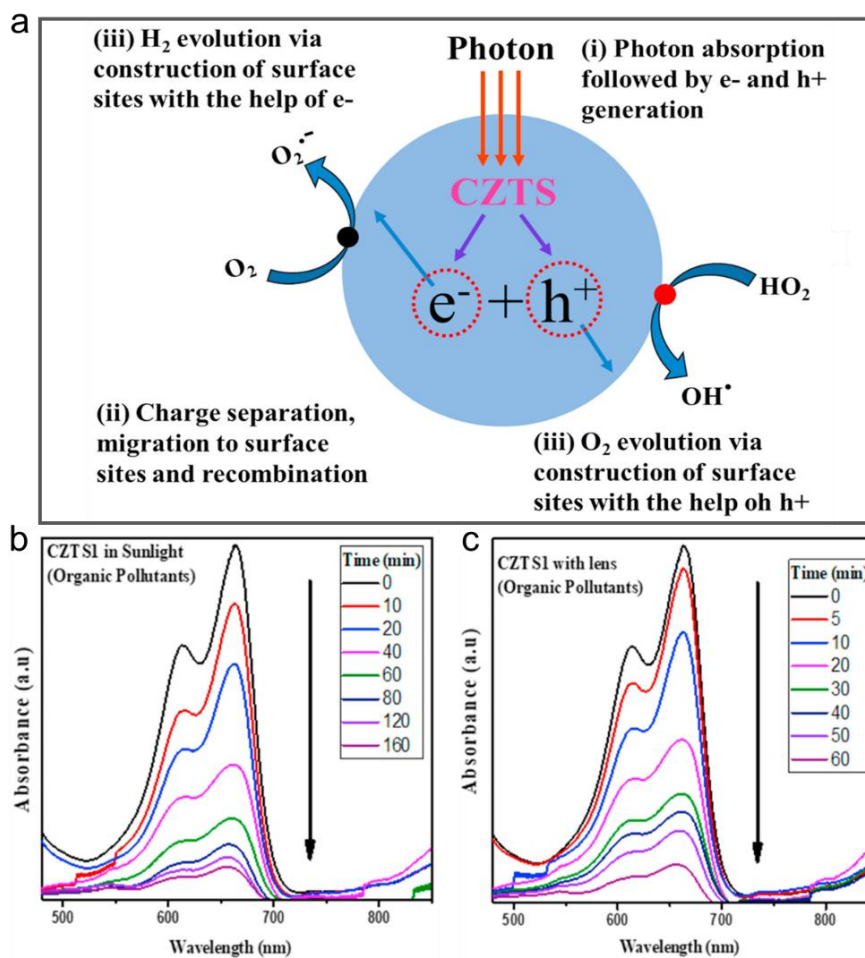 a
(iii) H₂ evolution via
construction of surface
sites with the help of e-
Photon
(i) Photon absorption
followed by e- and h+
generation
CZTS
O₂•-
O₂
e⁻ + h⁺
HO₂
OH•
(ii) Charge separation,
migration to surface
sites and recombination
(iii) O₂ evolution via
construction of surface
sites with the help oh h+
b
CZTS1 in Sunlight
(Organic Pollutants)
Time (min)
0
10
20
40
60
80
120
160
Absorbance (a.u)
500 600 700 800
Wavelength (nm)
c
CZTS1 with lens
(Organic Pollutants)
Time (min)
0
5
10
20
30
40
50
60
Absorbance (a.u)
500 600 700 800
Wavelength (nm)